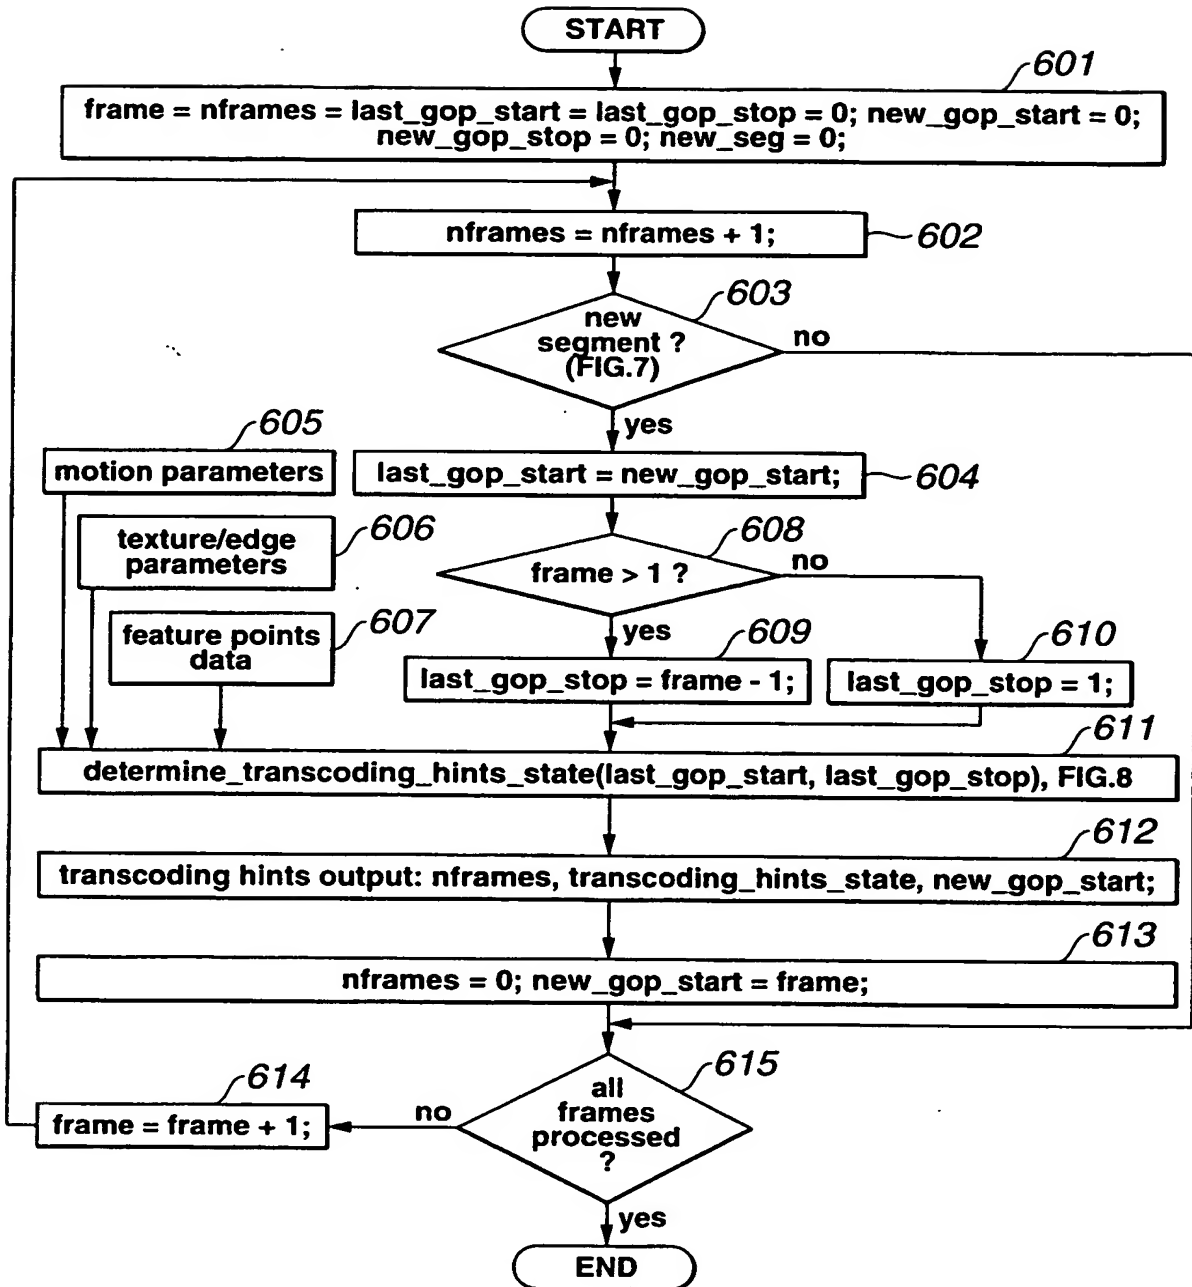 START
601
frame = nframes = last_gop_start = last_gop_stop = 0; new_gop_start = 0;
new_gop_stop = 0; new_seg = 0;
nframes = nframes + 1;
602
603
new
segment ?
(FIG.7)
no
yes
605
motion parameters
last_gop_start = new_gop_start;
604
606
texture/edge
parameters
608
frame > 1 ?
no
yes
607
feature points
data
609
last_gop_stop = frame - 1;
610
last_gop_stop = 1;
611
determine_transcoding_hints_state(last_gop_start, last_gop_stop), FIG.8
612
transcoding hints output: nframes, transcoding_hints_state, new_gop_start;
613
nframes = 0; new_gop_start = frame;
614
frame = frame + 1;
no
615
all
frames
processed
?
yes
END